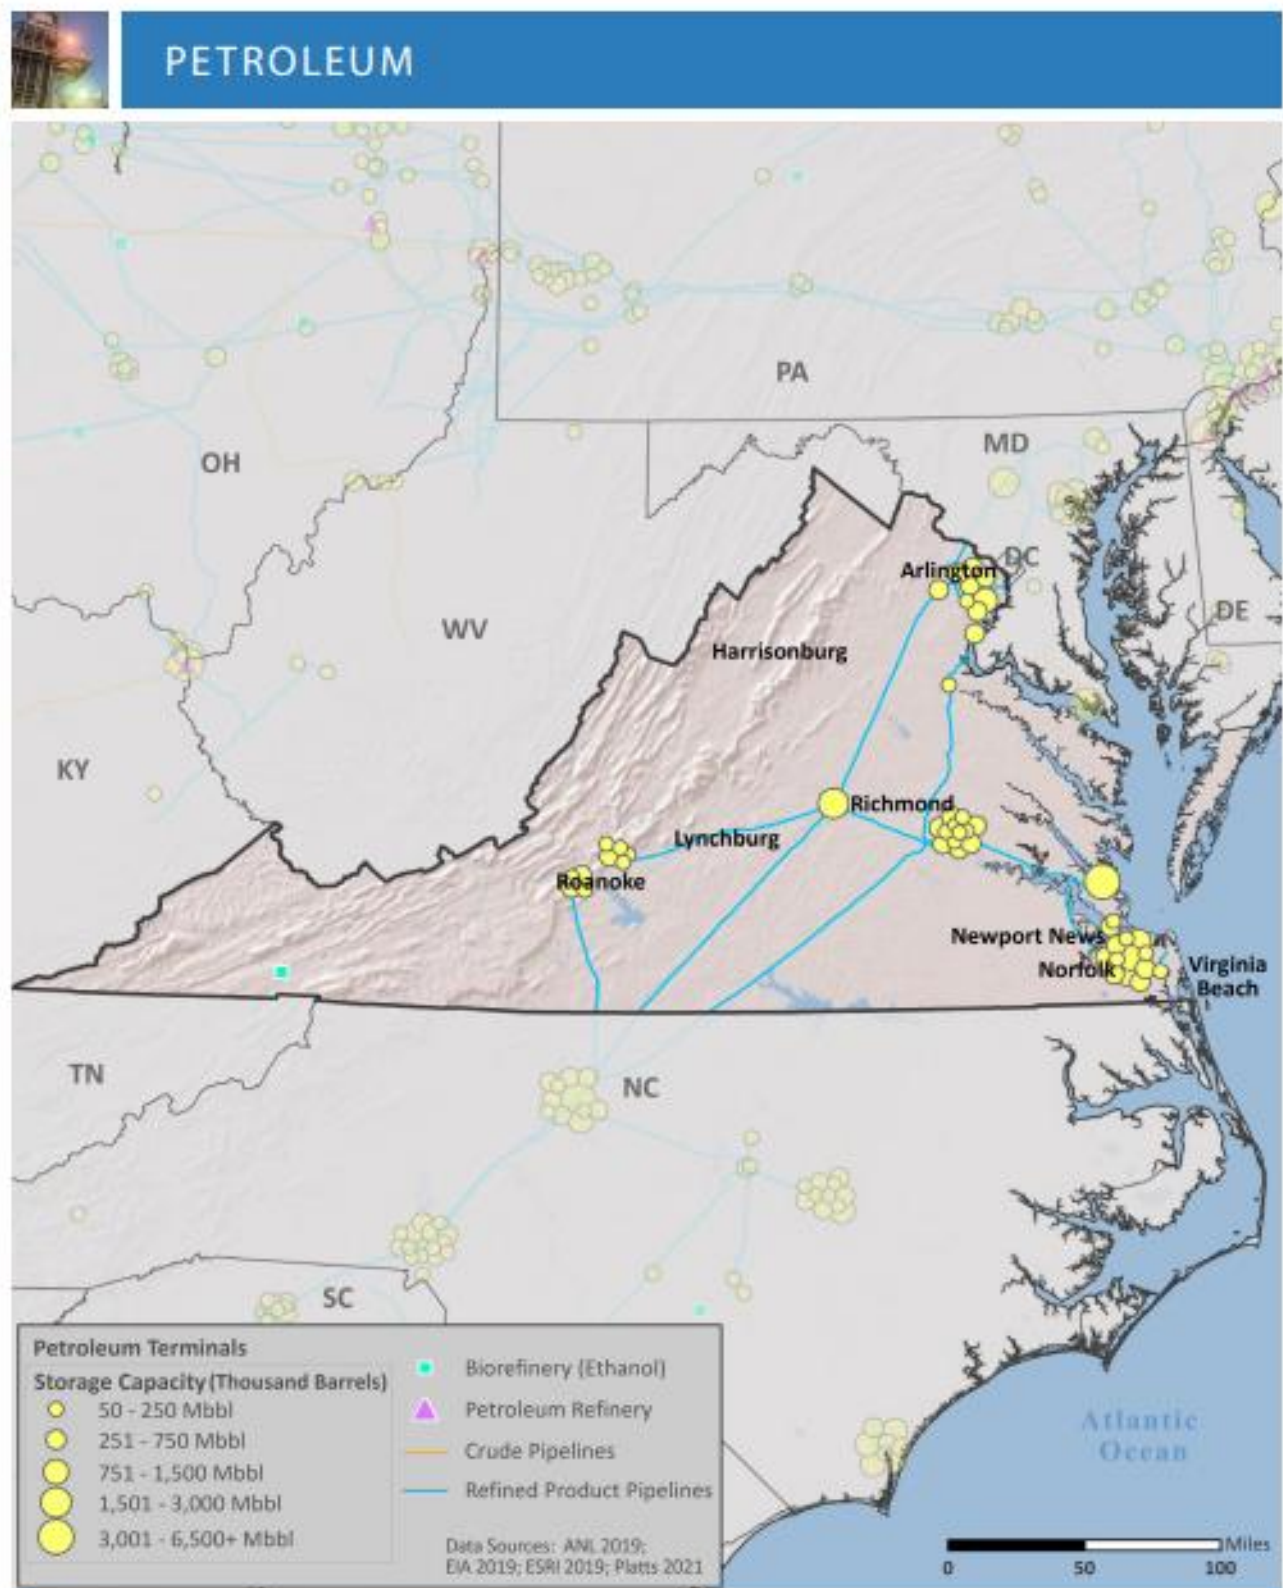 PETROLEUM
PA
MD
OH
DC
Arlington
DE
WV
Harrisonburg
KY
Richmond
Lynchburg
Roanoke
Newport News
Norfolk
Virginia
Beach
TN
NC
SC
Petroleum Terminals
Storage Capacity (Thousand Barrels)
50 - 250 Mbbl
251 - 750 Mbbl
751 - 1,500 Mbbl
1,501 - 3,000 Mbbl
3,001 - 6,500+ Mbbl
Biorefinery (Ethanol)
Petroleum Refinery
Crude Pipelines
Refined Product Pipelines
Data Sources: ANL 2019;
EIA 2019; ESRI 2019; Platts 2021
Atlantic
Ocean
Miles
0 50 100